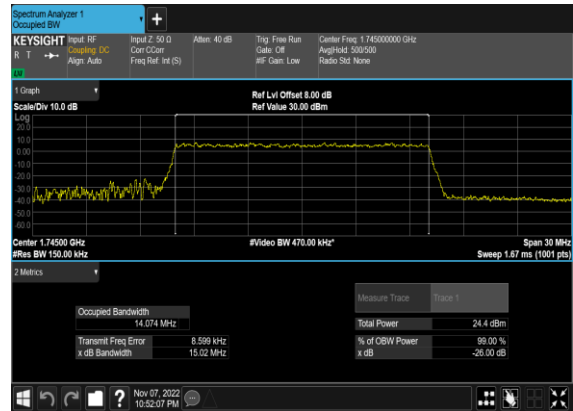 Spectrum Analyzer 1
Occupied BW
KEYSIGHT Input: RF Input Z: 50 Ω Atten: 40 dB Trig: Free Run Center Freq: 1.745000000 GHz
R T Coupling: DC Corr CCorr Gate: Off Avg|Hold: 500/500
Align: Auto Freq Ref: Int (S) #IF Gain: Low Radio Std: None
1 Graph
Ref Lvl Offset 8.00 dB
Scale/Div 10.0 dB Ref Value 30.00 dBm
Log
20.0
10.0
0.00
-10.0
-20.0
-30.0
-40.0
-50.0
-60.0
Center 1.74500 GHz #Video BW 470.00 kHz* Span 30 MHz
#Res BW 150.00 kHz Sweep 1.67 ms (1001 pts)
2 Metrics
Measure Trace Trace 1
Occupied Bandwidth
14.074 MHz
Total Power 24.4 dBm
Transmit Freq Error 8.599 kHz % of OBW Power 99.00 %
x dB Bandwidth 15.02 MHz x dB -26.00 dB
? Nov 07, 2022
10:52:07 PM